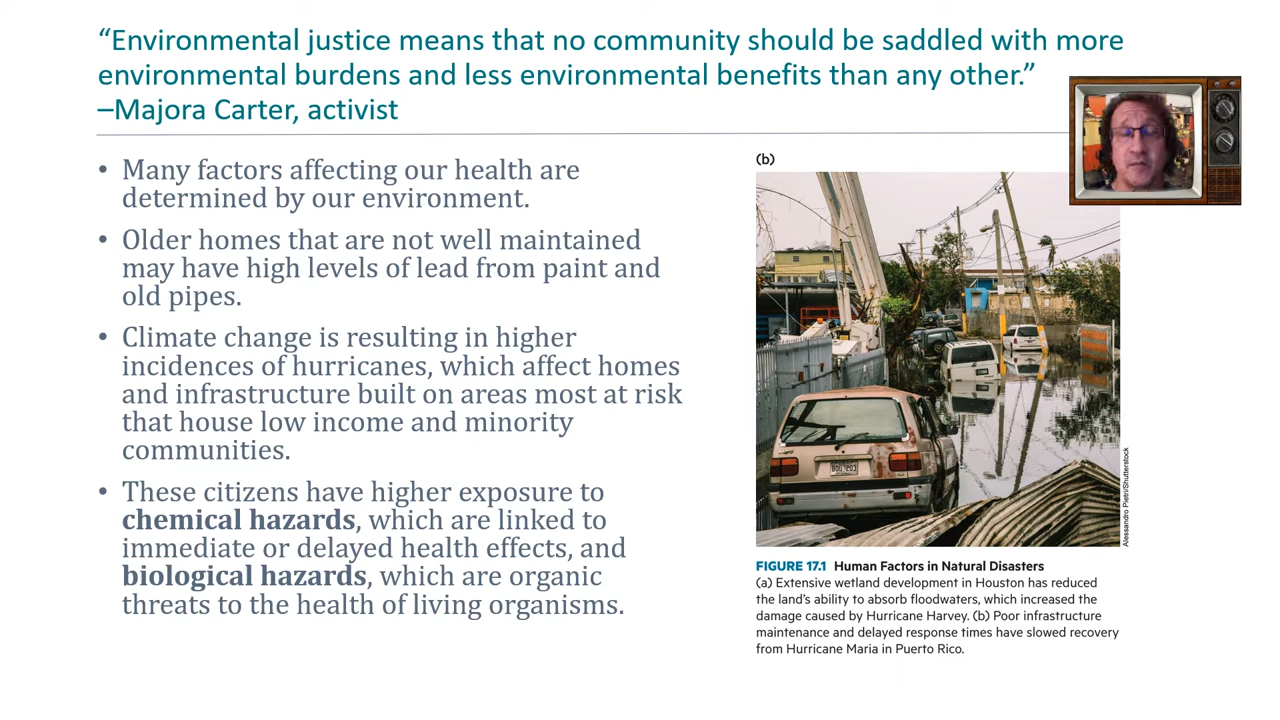 “Environmental justice means that no community should be saddled with more
environmental burdens and less environmental benefits than any other.”
–Majora Carter, activist
• Many factors affecting our health are
determined by our environment.
• Older homes that are not well maintained
may have high levels of lead from paint and
old pipes.
• Climate change is resulting in higher
incidences of hurricanes, which affect homes
and infrastructure built on areas most at risk
that house low income and minority
communities.
• These citizens have higher exposure to
chemical hazards, which are linked to
immediate or delayed health effects, and
biological hazards, which are organic
threats to the health of living organisms.
(b)
Alessandro Pietri/Shutterstock
FIGURE 17.1 Human Factors in Natural Disasters
(a) Extensive wetland development in Houston has reduced
the land’s ability to absorb floodwaters, which increased the
damage caused by Hurricane Harvey. (b) Poor infrastructure
maintenance and delayed response times have slowed recovery
from Hurricane Maria in Puerto Rico.